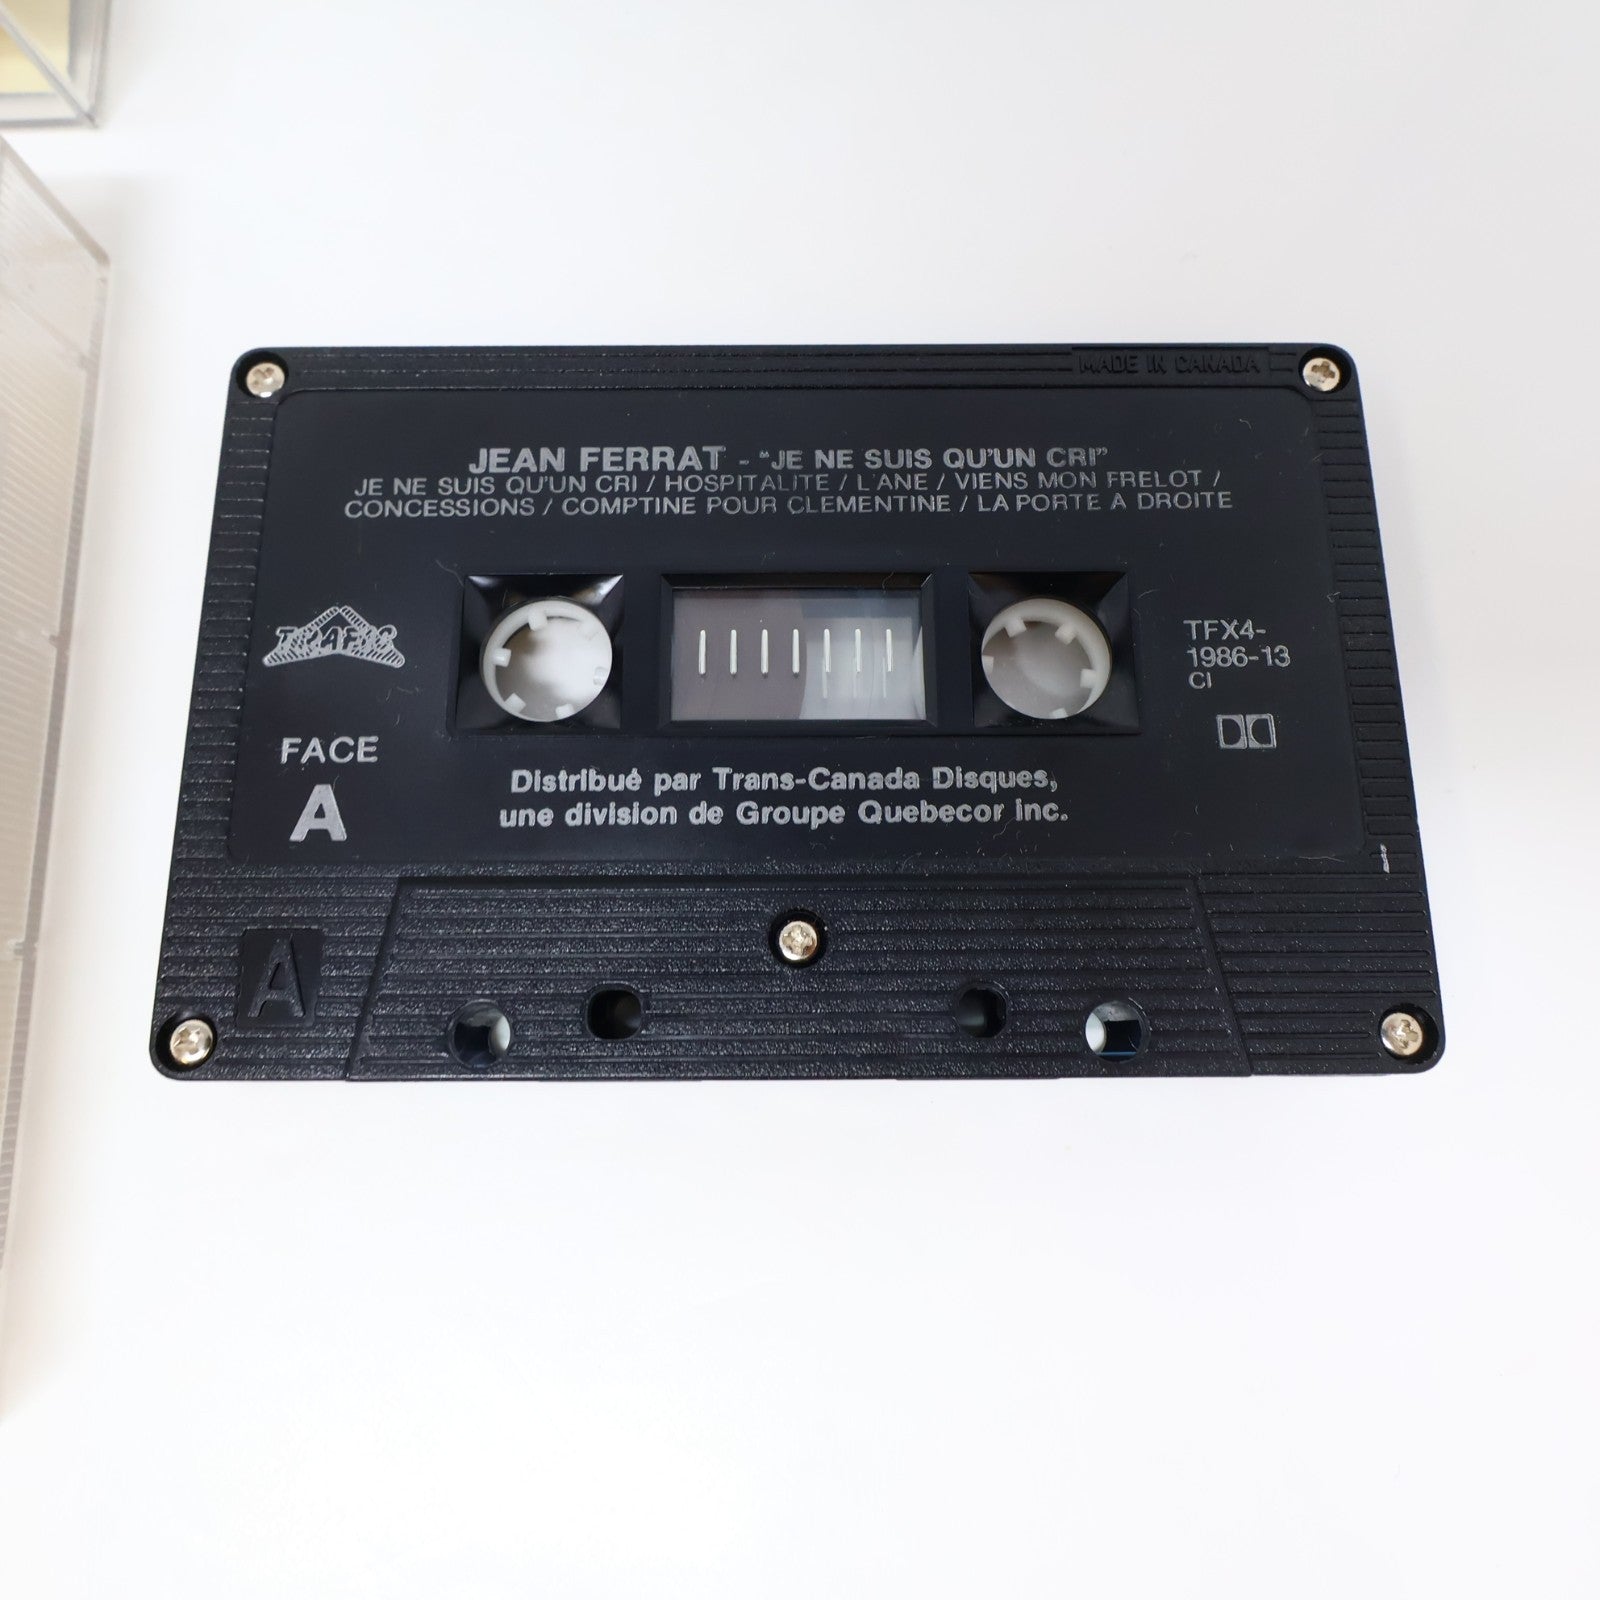 MADE IN CANADA
JEAN FERRAT - "JE NE SUIS QU'UN CRI"
JE NE SUIS QU'UN CRI / HOSPITALITE / L'ANE / VIENS MON FRELOT /
CONCESSIONS / COMPTINE POUR CLEMENTINE / LA PORTE A DROITE
TRAFIC
TFX4-
1986-13
CI
FACE
A
Distribué par Trans-Canada Disques,
une division de Groupe Quebecor inc.
A